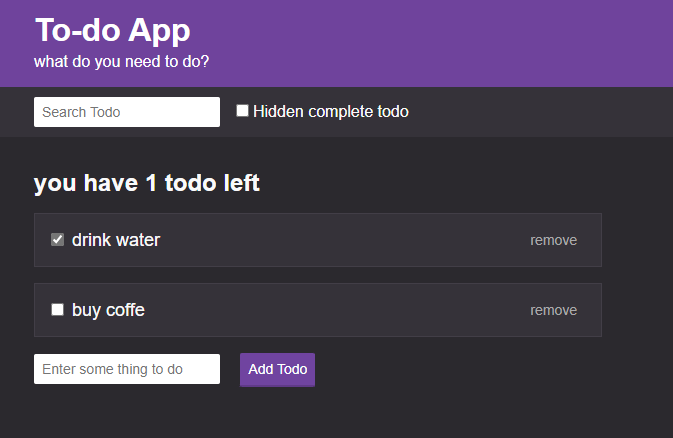 To-do App
what do you need to do?
Search Todo
Hidden complete todo
you have 1 todo left
drink water
remove
buy coffe
remove
Enter some thing to do
Add Todo